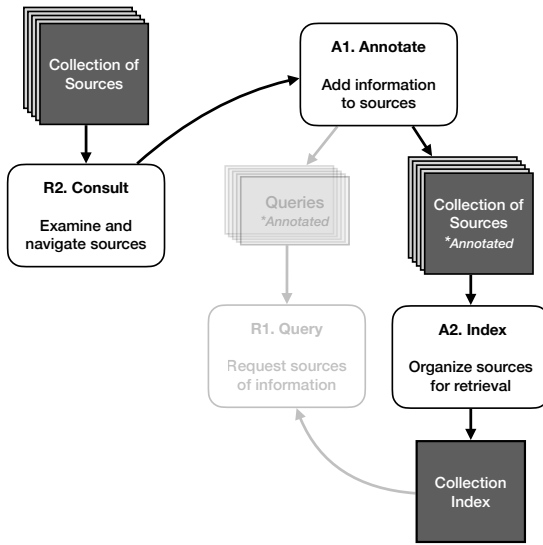 Collection of
Sources
A1. Annotate
Add information
to sources
R2. Consult
Examine and
navigate sources
Queries
*Annotated
Collection of
Sources
*Annotated
R1. Query
Request sources
of information
A2. Index
Organize sources
for retrieval
Collection
Index